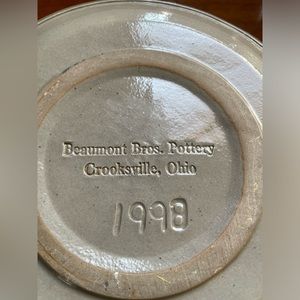 Beaumont Bros. Pottery
Crooksville, Ohio
1998